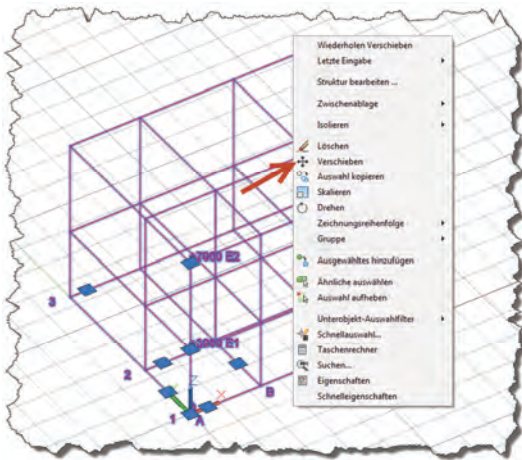 Wiederholen Verschieben
Letzte Eingabe
Struktur bearbeiten ...
Zwischenablage
Isolieren
Löschen
Verschieben
Auswahl kopieren
Skalieren
Drehen
Zeichnungsreihenfolge
Gruppe
Ausgewähltes hinzufügen
Ähnliche auswählen
Auswahl aufheben
Unterobjekt-Auswahlfilter
Schnellauswahl...
Taschenrechner
Suchen...
Eigenschaften
Schnelleigenschaften
7000 E2
E1
3
2
1
A
B
Z
X